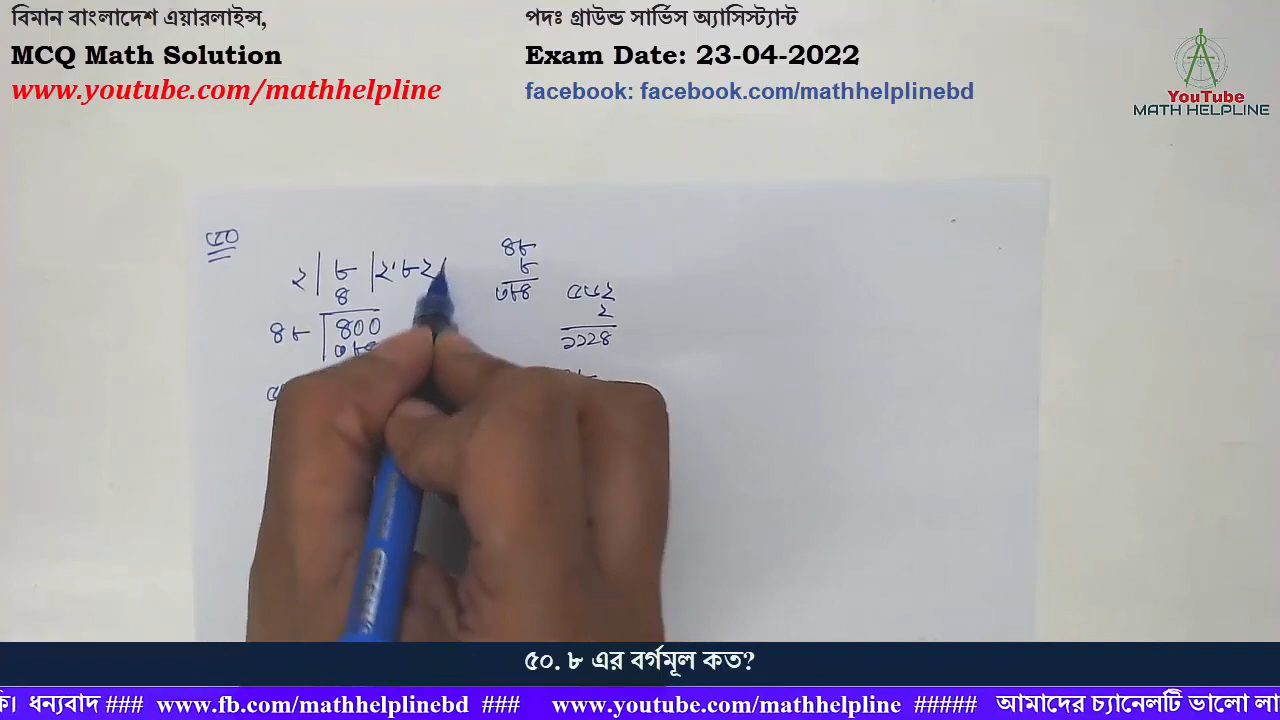 বিমান বাংলাদেশ এয়ারলাইন্স,
পদঃ গ্রাউন্ড সার্ভিস অ্যাসিস্ট্যান্ট
MCQ Math Solution
Exam Date: 23-04-2022
www.youtube.com/mathhelpline
facebook: facebook.com/mathhelplinebd
YouTube
MATH HELPLINE
৫০
২ | ৮ | ২.৮২
৪
৪৮ | ৪০০
৪৮
৮
৩৮৪
৫৬২
২
১১২৪
৫০. ৮ এর বর্গমূল কত?
কি। ধন্যবাদ ### www.fb.com/mathhelplinebd ### www.youtube.com/mathhelpline ##### আমাদের চ্যানেলটি ভালো লা